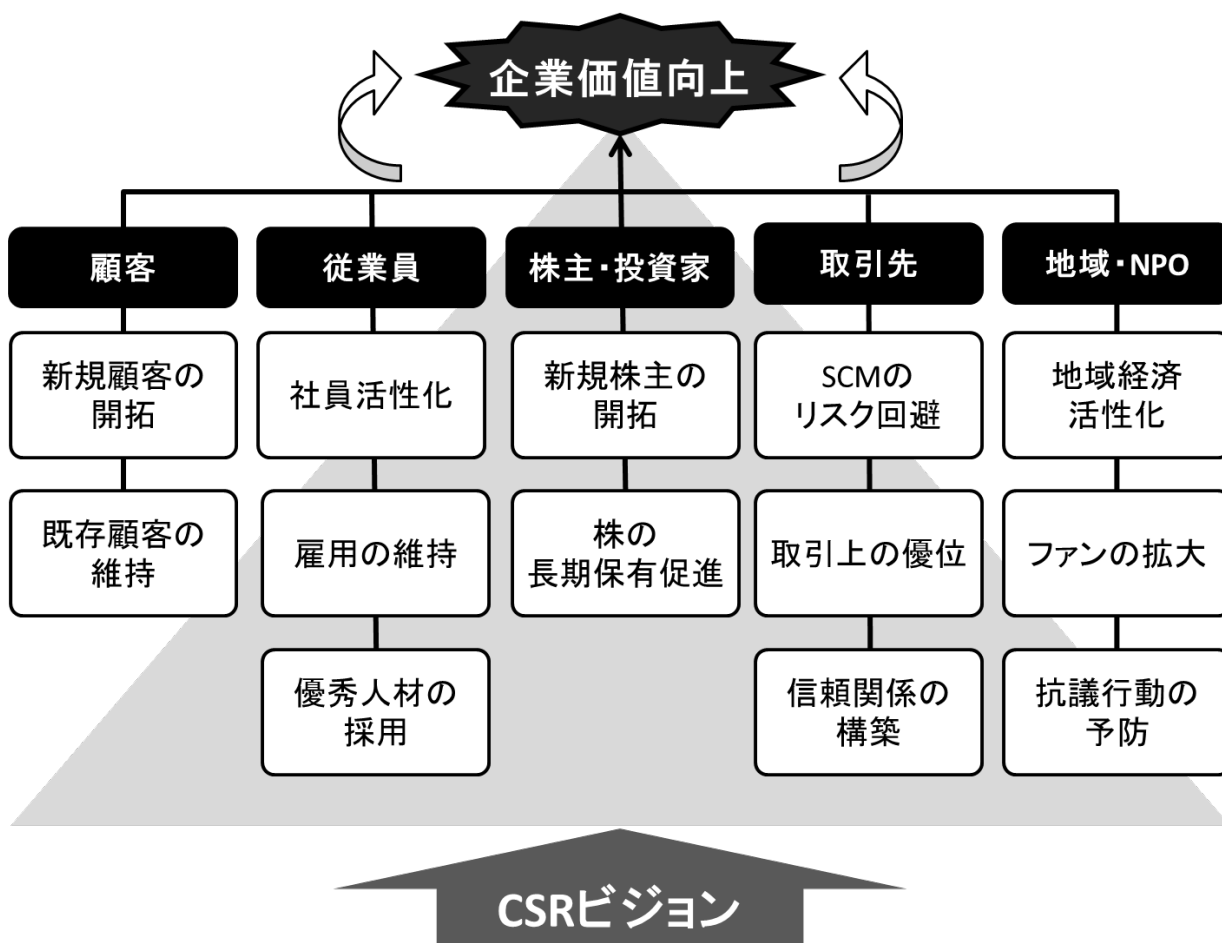 企業価値向上
顧客
従業員
株主・投資家
取引先
地域・NPO
新規顧客の
開拓
社員活性化
新規株主の
開拓
SCMの
リスク回避
地域経済
活性化
既存顧客の
維持
雇用の維持
株の
長期保有促進
取引上の優位
ファンの拡大
優秀人材の
採用
信頼関係の
構築
抗議行動の
予防
CSRビジョン